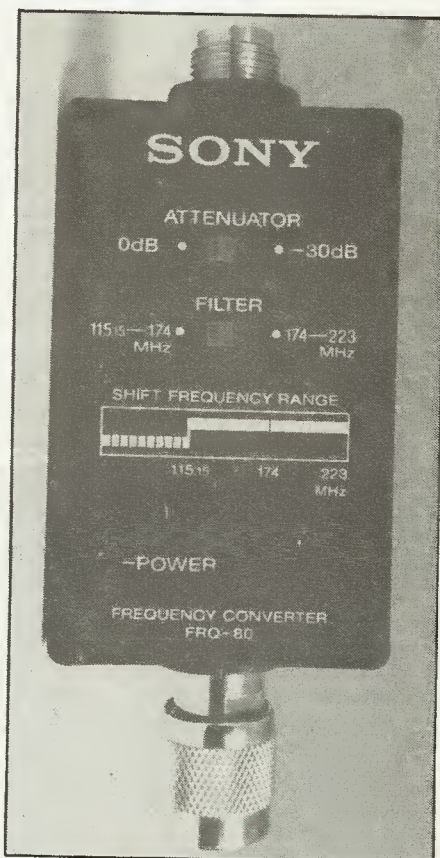 SONY
ATTENUATOR
0dB • • -30dB
FILTER
115.15—174 MHz • • 174—223 MHz
SHIFT FREQUENCY RANGE
115.15 174 223 MHz
-POWER
FREQUENCY CONVERTER
FRQ-80